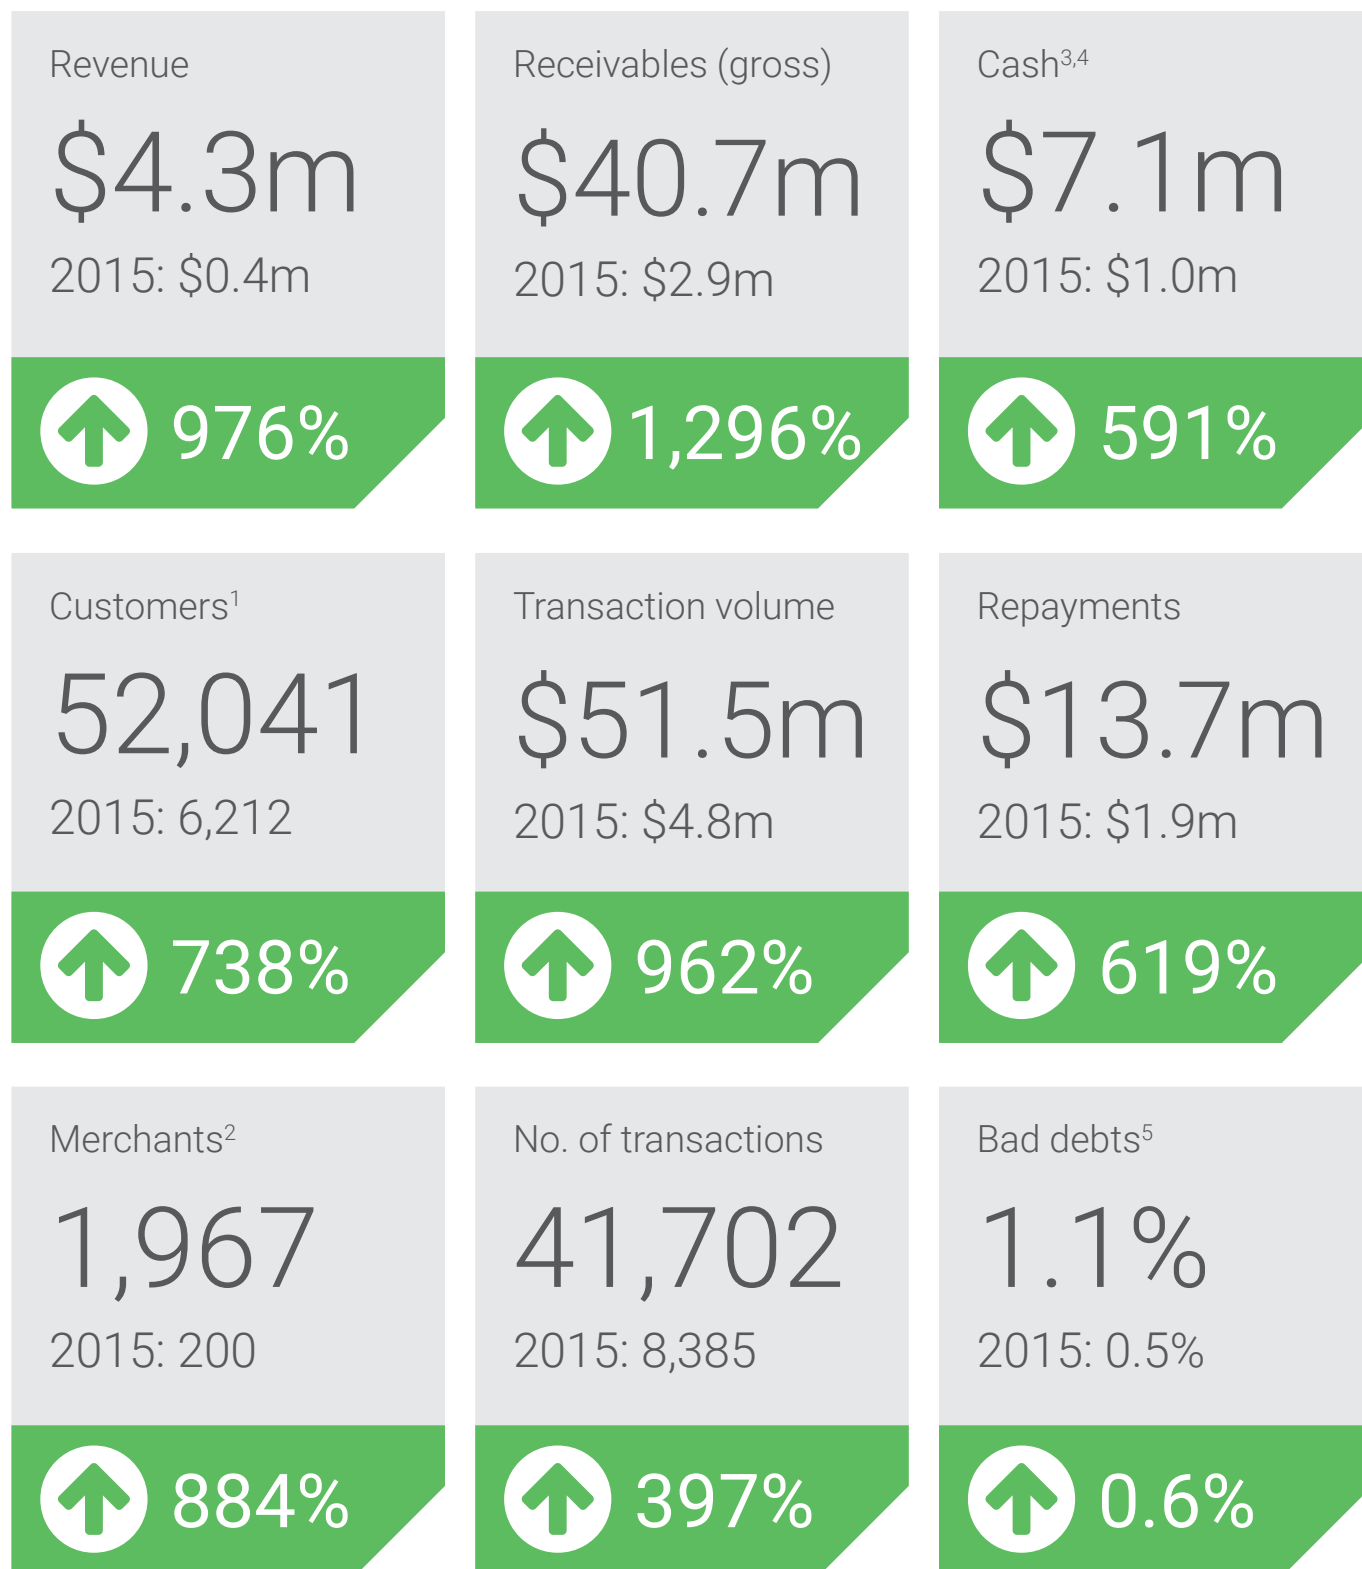 Revenue
$4.3m
2015: $0.4m
976%
Receivables (gross)
$40.7m
2015: $2.9m
1,296%
Cash3,4
$7.1m
2015: $1.0m
591%
Customers1
52,041
2015: 6,212
738%
Transaction volume
$51.5m
2015: $4.8m
962%
Repayments
$13.7m
2015: $1.9m
619%
Merchants2
1,967
2015: 200
884%
No. of transactions
41,702
2015: 8,385
397%
Bad debts5
1.1%
2015: 0.5%
0.6%